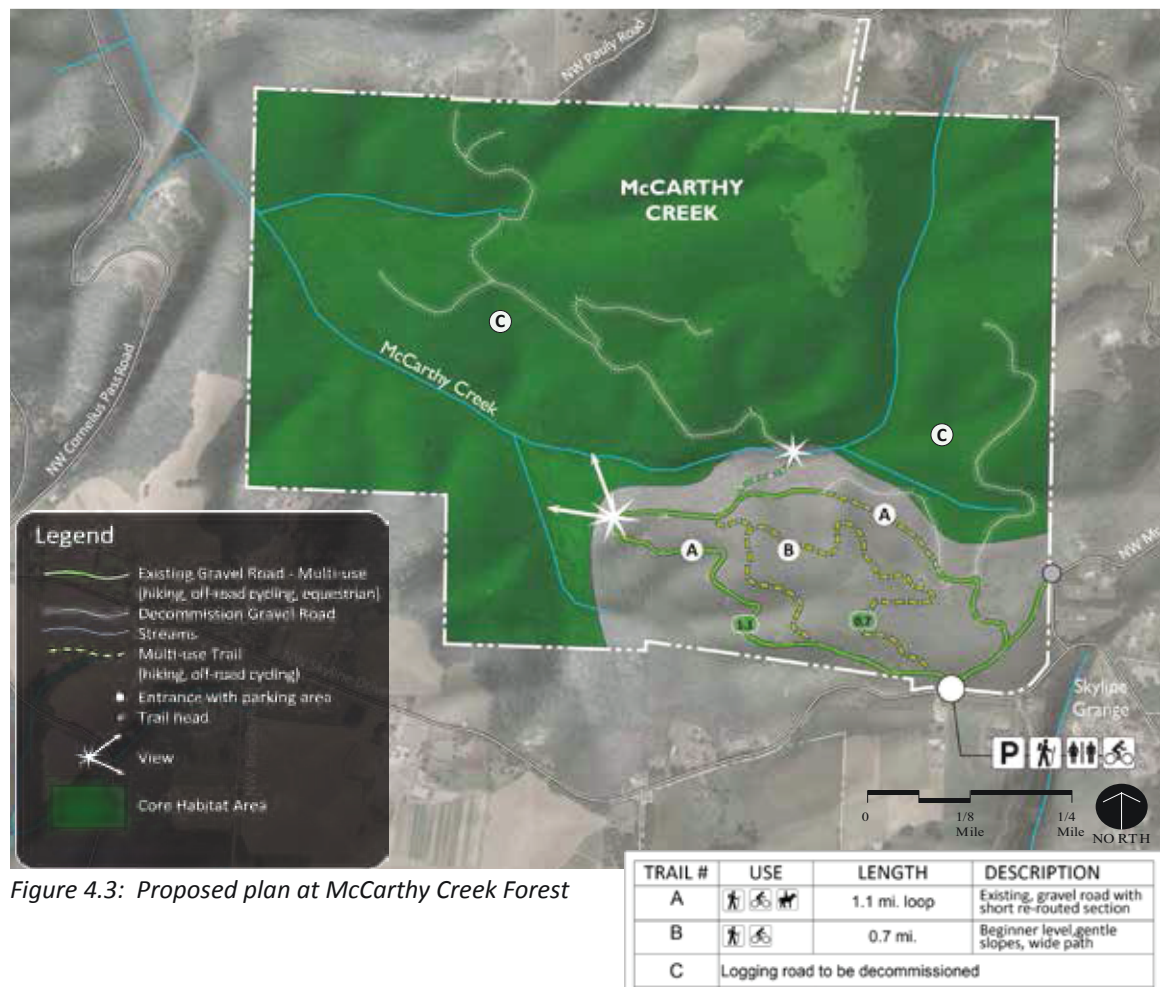 NW Pauly Road
McCARTHY
CREEK
C
McCarthy Creek
C
NW Cornelius Pass Road
A
A
B
1.1
0.7
NW
Skyline
Grange
P
0
1/8
Mile
1/4
Mile
NORTH
Legend
Existing Gravel Road - Multi-use
(hiking, off-road cycling, equestrian)
Decommission Gravel Road
Streams
Multi-use Trail
(hiking, off-road cycling)
Entrance with parking area
Trail head
View
Core Habitat Area
Figure 4.3: Proposed plan at McCarthy Creek Forest
TRAIL # USE LENGTH DESCRIPTION
A 1.1 mi. loop Existing, gravel road with
short re-routed section
B 0.7 mi. Beginner level,gentle
slopes, wide path
C Logging road to be decommissioned